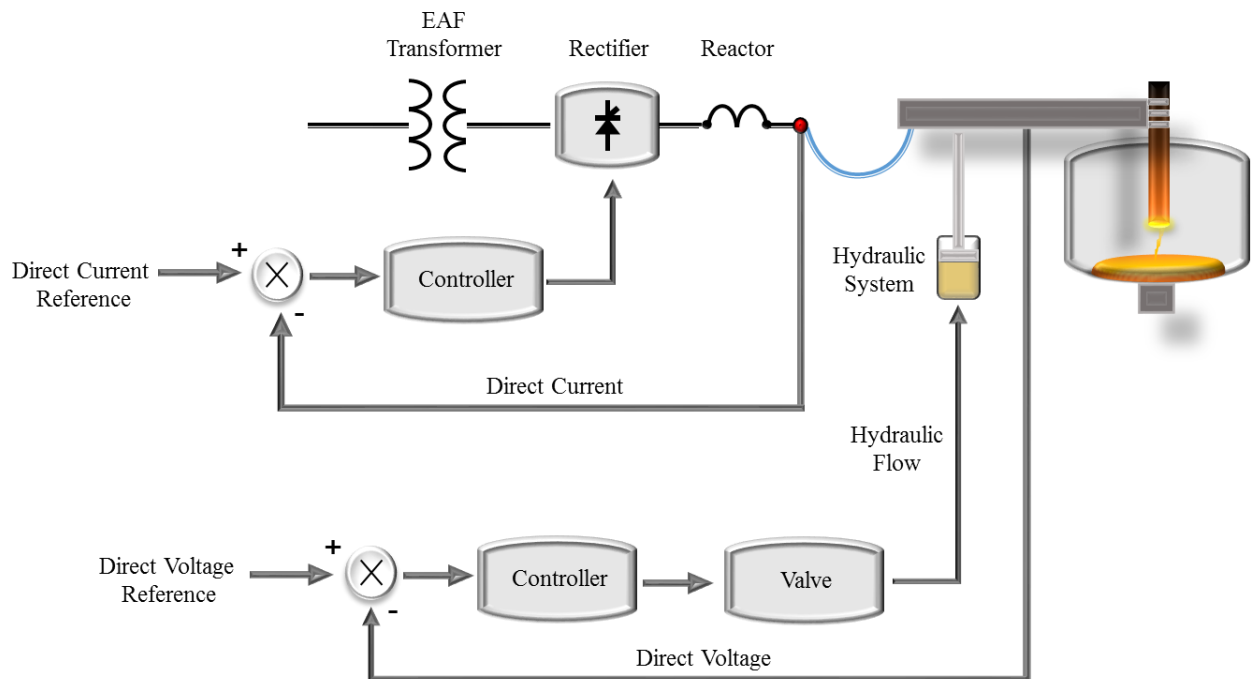 EAF
Transformer
Rectifier
Reactor
+
Direct Current
Reference
-
Controller
Hydraulic
System
Direct Current
Hydraulic
Flow
+
Direct Voltage
Reference
-
Controller
Valve
Direct Voltage